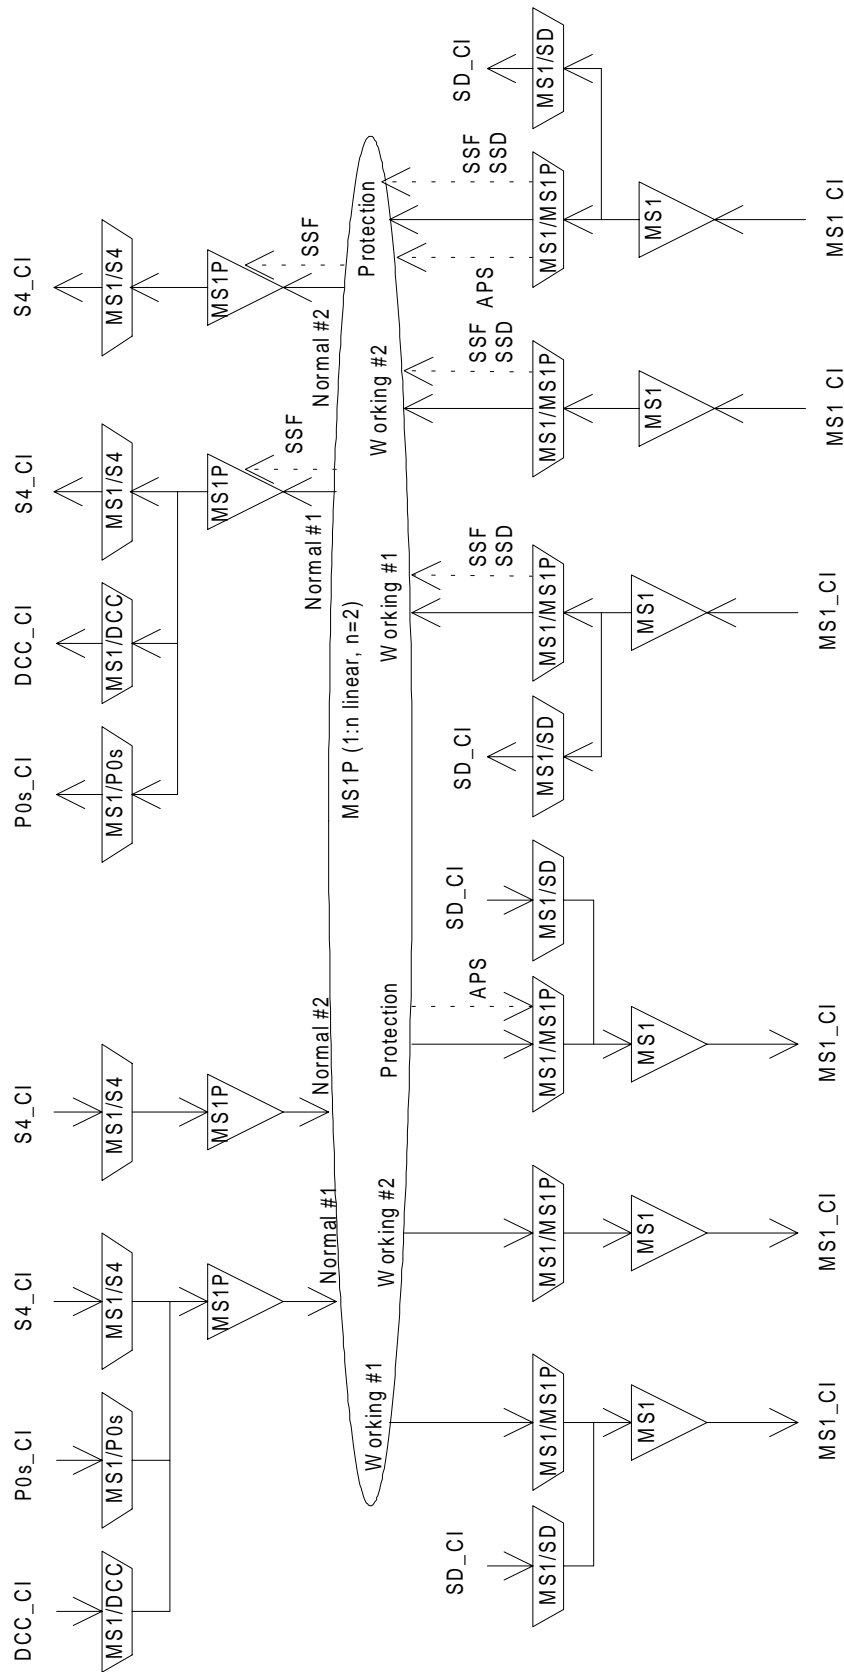 DCC_CI
P0s_CI
S4_CI
S4_CI
P0s_CI
DCC_CI
S4_CI
S4_CI
MS1/DCC
MS1/P0s
MS1/S4
MS1/S4
MS1/P0s
MS1/DCC
MS1/S4
MS1/S4
MS1P
MS1P
MS1P
MS1P
SSF
SSF
Normal #1
Normal #2
Normal #1
Normal #2
MS1P (1:n linear, n=2)
Working #1
Working #2
Protection
Working #1
Working #2
Protection
SD_CI
APS
SD_CI
SD_CI
SSF
SSD
SSF
SSD
APS
SSF
SSD
SD_CI
MS1/SD
MS1/MS1P
MS1/MS1P
MS1/MS1P
MS1/SD
MS1/SD
MS1/MS1P
MS1/MS1P
MS1/MS1P
MS1/SD
MS1
MS1
MS1
MS1
MS1
MS1
MS1_CI
MS1_CI
MS1_CI
MS1_CI
MS1 CI
MS1 CI